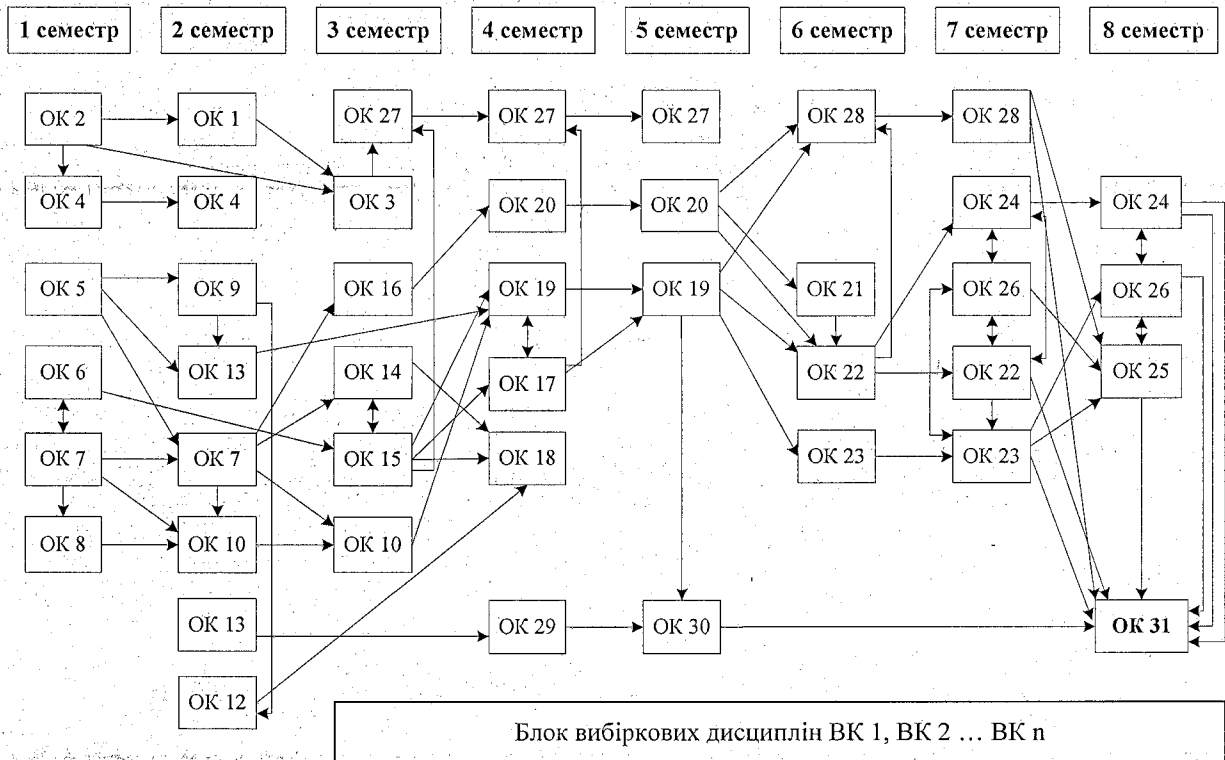 1 семестр
2 семестр
3 семестр
4 семестр
5 семестр
6 семестр
7 семестр
8 семестр
ОК 2
ОК 1
ОК 27
ОК 27
ОК 27
ОК 28
ОК 28
ОК 4
ОК 4
ОК 3
ОК 20
ОК 20
ОК 24
ОК 24
ОК 5
ОК 9
ОК 16
ОК 19
ОК 19
ОК 21
ОК 26
ОК 26
ОК 6
ОК 13
ОК 14
ОК 17
ОК 22
ОК 22
ОК 25
ОК 7
ОК 7
ОК 15
ОК 18
ОК 23
ОК 23
ОК 8
ОК 10
ОК 10
ОК 13
ОК 29
ОК 30
ОК 31
ОК 12
Блок вибіркових дисциплін ВК 1, ВК 2 ... ВК n